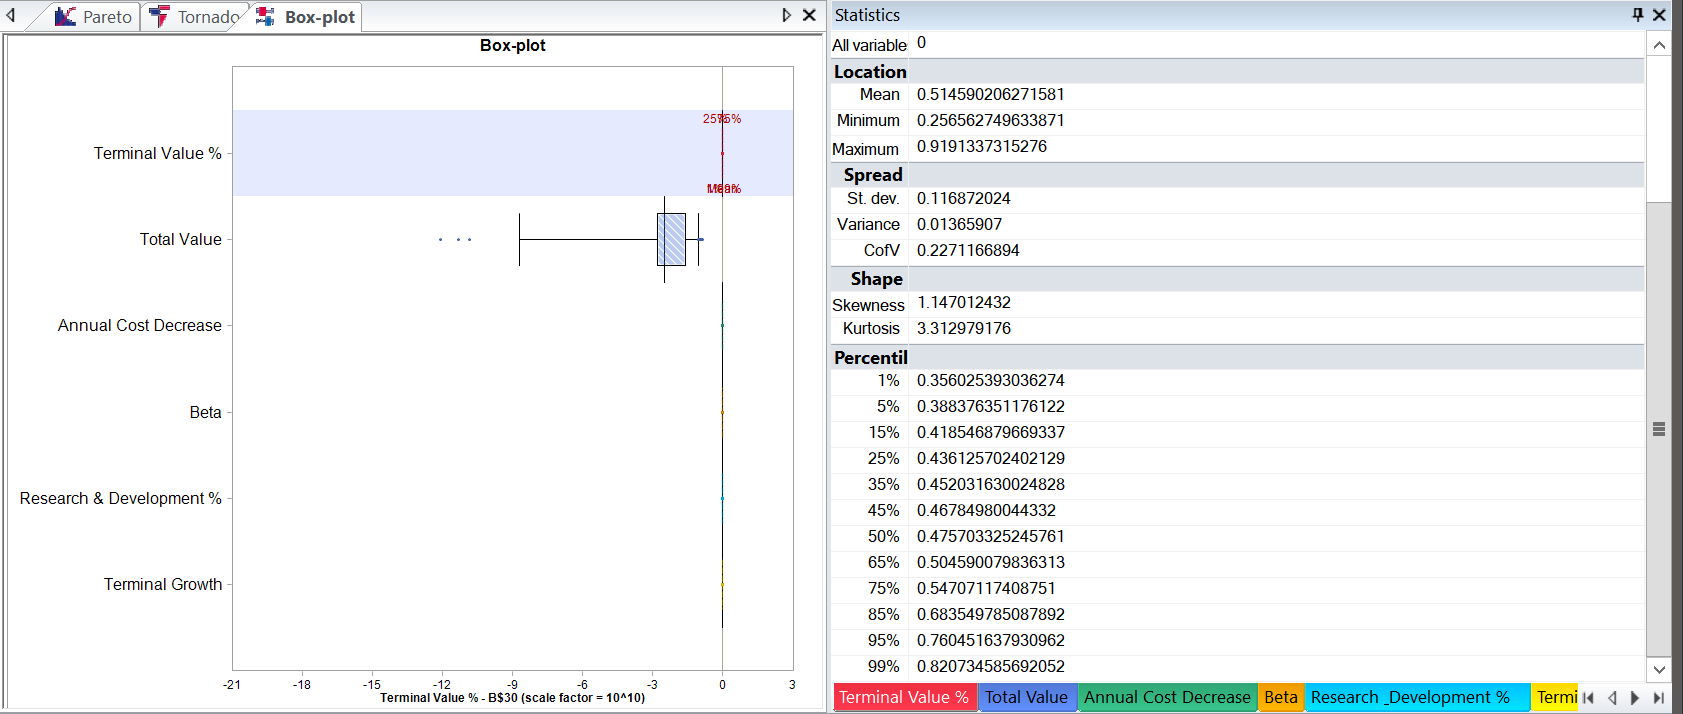 Pareto Tornado Box-plot
Box-plot
25% 75%
Terminal Value %
Mean
Total Value
Annual Cost Decrease
Beta
Research & Development %
Terminal Growth
-21 -18 -15 -12 -9 -6 -3 0 3
Terminal Value % - B$30 (scale factor = 10^10)
Statistics
All variable 0
Location
Mean 0.514590206271581
Minimum 0.256562749633871
Maximum 0.9191337315276
Spread
St. dev. 0.116872024
Variance 0.01365907
CofV 0.2271166894
Shape
Skewness 1.147012432
Kurtosis 3.312979176
Percentil
1% 0.356025393036274
5% 0.388376351176122
15% 0.418546879669337
25% 0.436125702402129
35% 0.452031630024828
45% 0.46784980044332
50% 0.475703325245761
65% 0.504590079836313
75% 0.54707117408751
85% 0.683549785087892
95% 0.760451637930962
99% 0.820734585692052
Terminal Value % Total Value Annual Cost Decrease Beta Research _Development % Termi